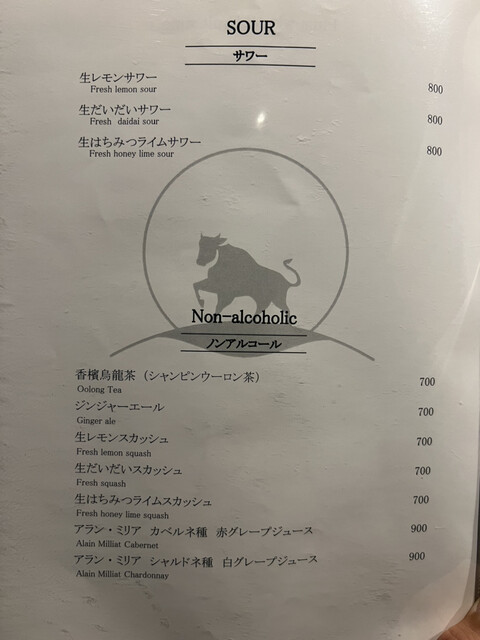 SOUR
サワー
生レモンサワー
Fresh lemon sour
800
生だいだいサワー
Fresh daidai sour
800
生はちみつライムサワー
Fresh honey lime sour
800
Non-alcoholic
ノンアルコール
香檳烏龍茶（シャンピンウーロン茶）
Oolong Tea
700
ジンジャーエール
Ginger ale
700
生レモンスカッシュ
Fresh lemon squash
700
生だいだいスカッシュ
Fresh squash
700
生はちみつライムスカッシュ
Fresh honey lime squash
700
アラン・ミリア カベルネ種 赤グレープジュース
Alain Milliat Cabernet
900
アラン・ミリア シャルドネ種 白グレープジュース
Alain Milliat Chardonnay
900